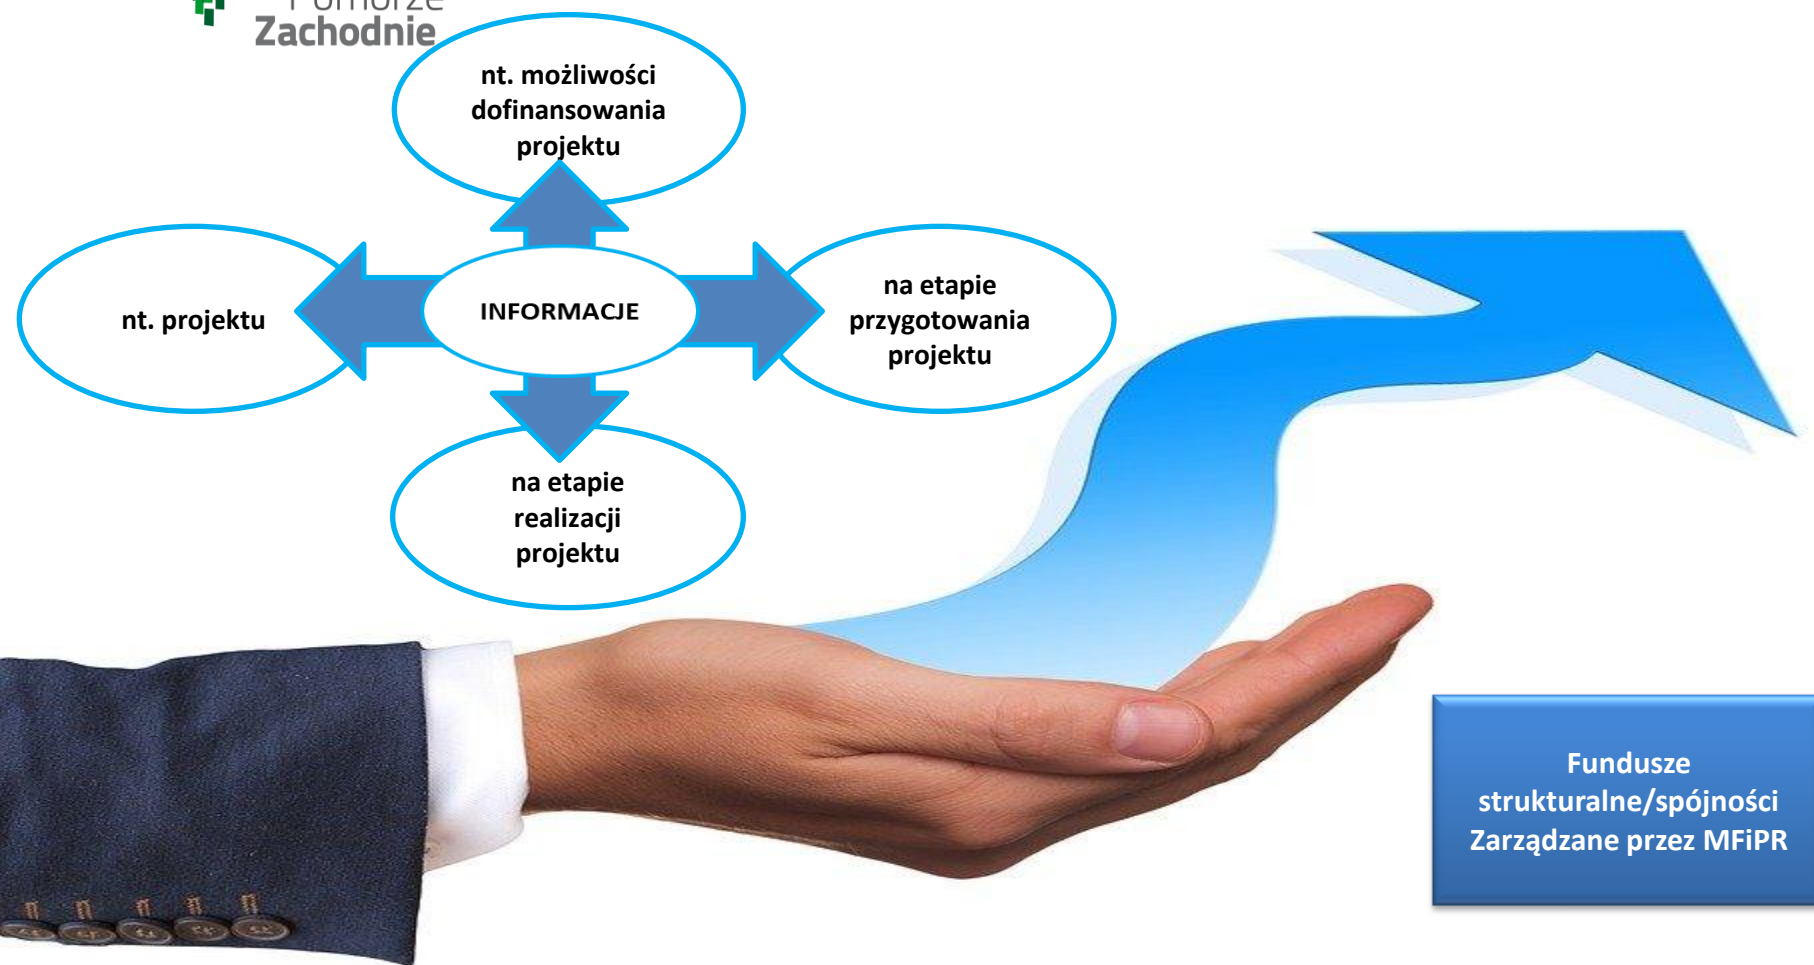 Pomorze
Zachodnie
nt. możliwości
dofinansowania
projektu
nt. projektu
INFORMACJE
na etapie
przygotowania
projektu
na etapie
realizacji
projektu
Fundusze
strukturalne/spójności
Zarządzane przez MFiPR